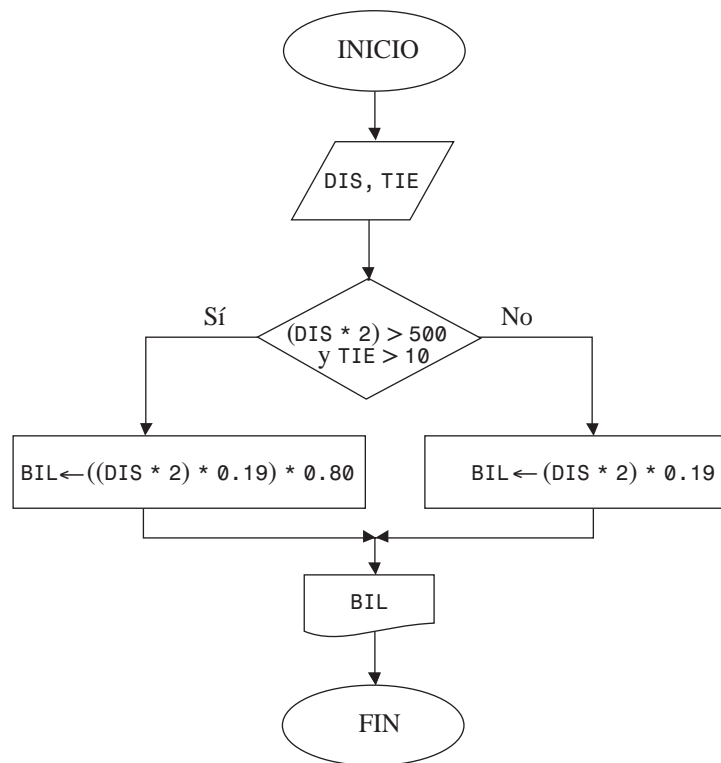 INICIO
DIS, TIE
Sí
(DIS * 2) > 500
y TIE > 10
No
BIL ← ((DIS * 2) * 0.19) * 0.80
BIL ← (DIS * 2) * 0.19
BIL
FIN